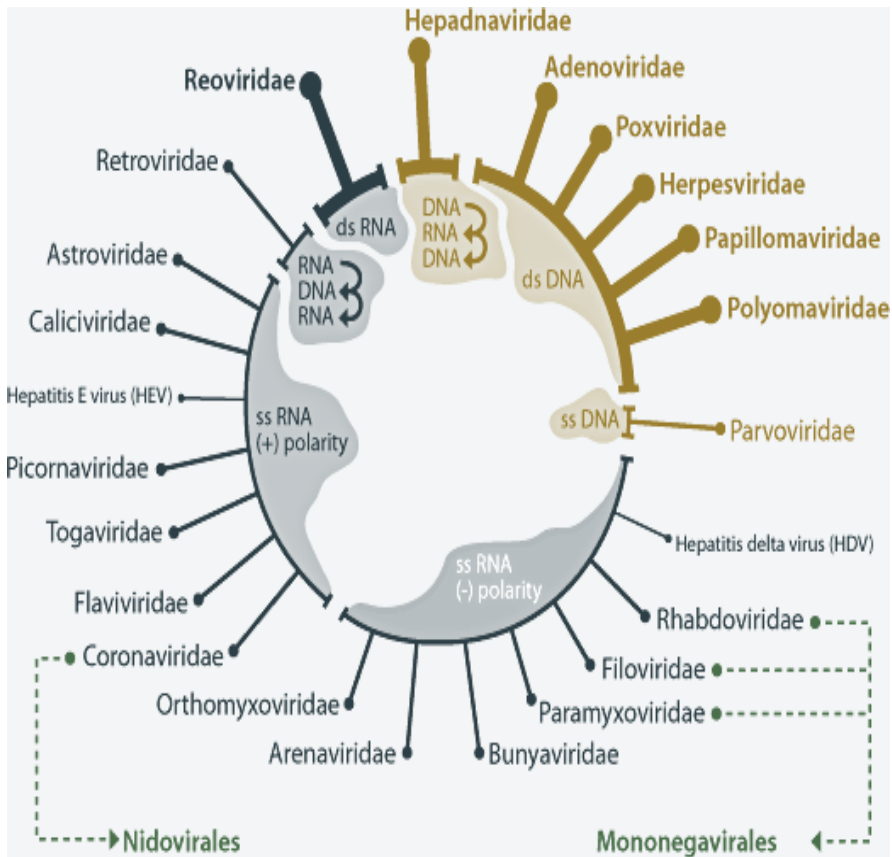 Hepadnaviridae
Adenoviridae
Reoviridae
Poxviridae
Retroviridae
Herpesviridae
DNA
RNA
DNA
ds RNA
Papillomaviridae
Astroviridae
RNA
DNA
RNA
ds DNA
Polyomaviridae
Caliciviridae
Hepatitis E virus (HEV)
ss RNA
(+) polarity
ss DNA
Parvoviridae
Picornaviridae
Togaviridae
Hepatitis delta virus (HDV)
ss RNA
(-) polarity
Flaviviridae
Rhabdoviridae
Coronaviridae
Filoviridae
Orthomyxoviridae
Paramyxoviridae
Arenaviridae
Bunyaviridae
Nidovirales
Mononegavirales